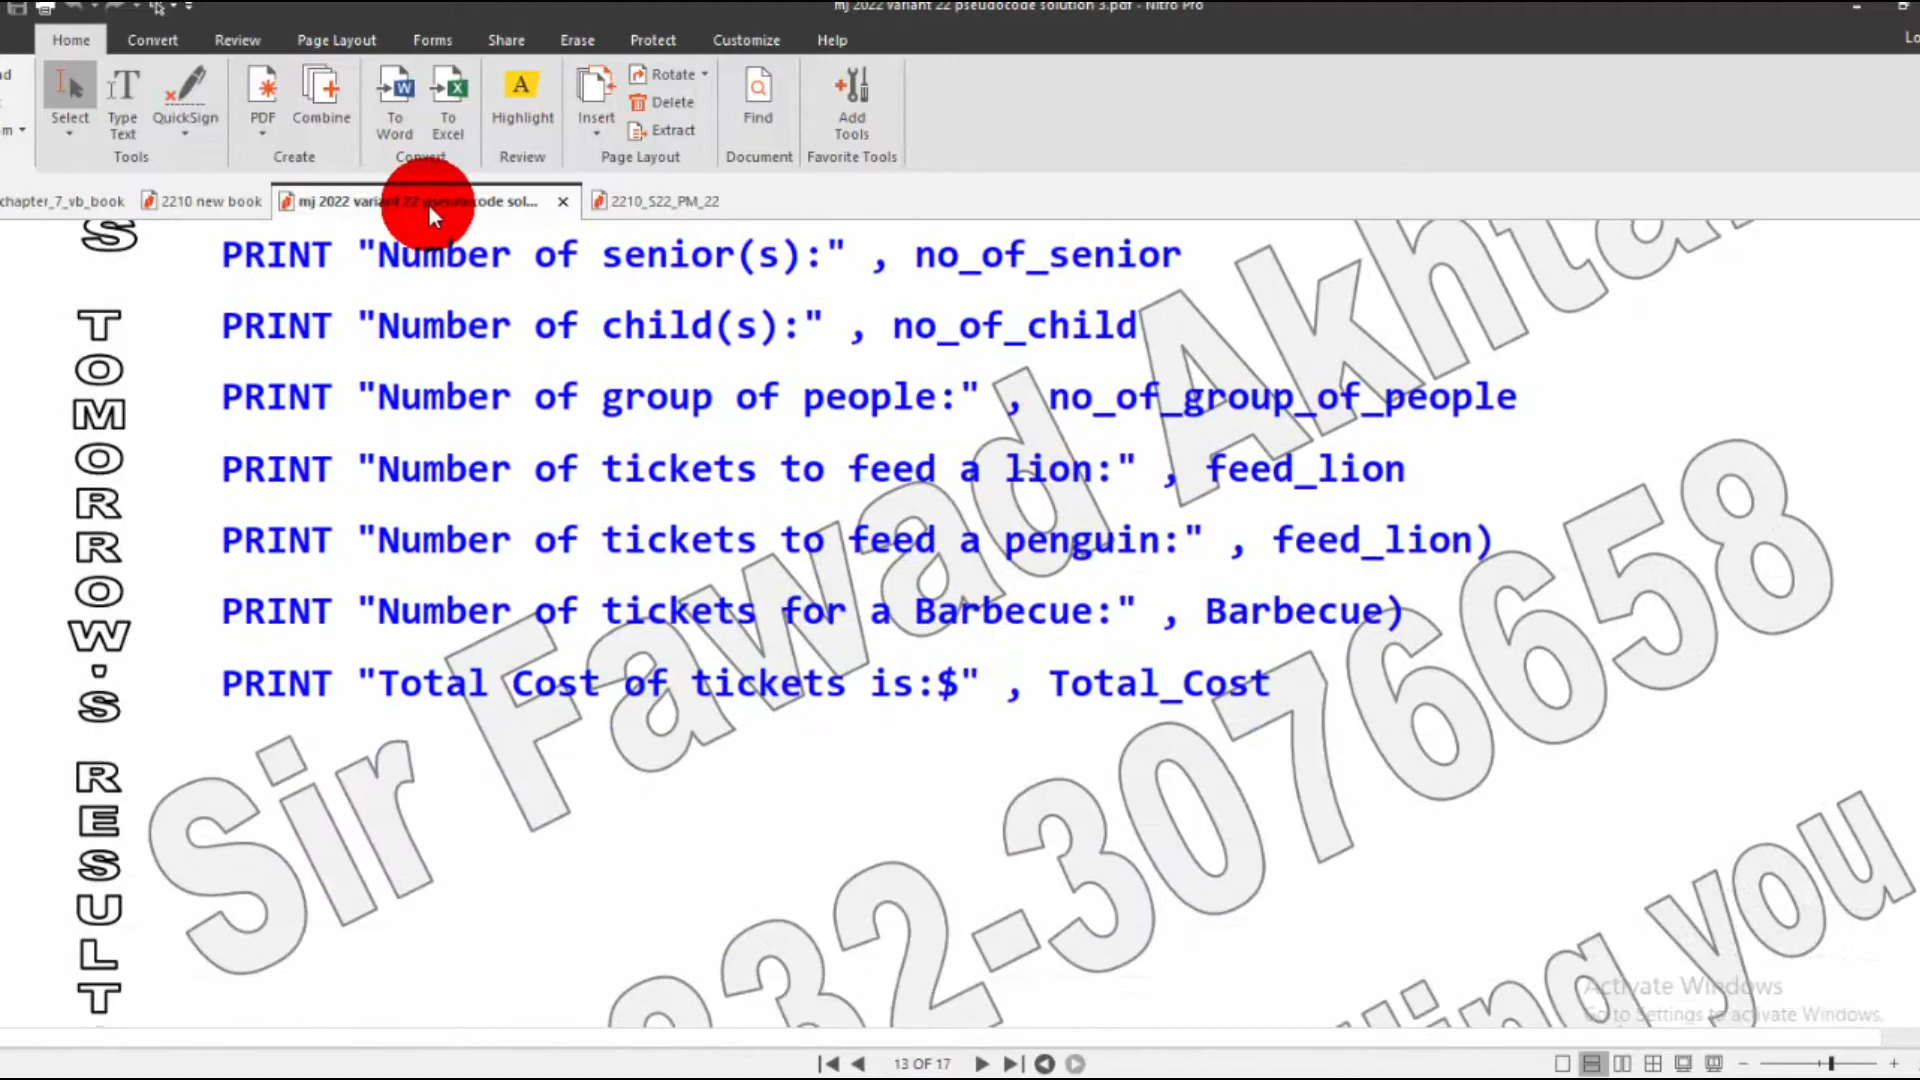 mj 2022 variant 22 pseudocode solution 3.pdf - Nitro Pro
Home Convert Review Page Layout Forms Share Erase Protect Customize Help
Select
Type Text
QuickSign
Tools
PDF
Combine
Create
To Word
To Excel
Convert
Highlight
Review
Insert
Rotate
Delete
Extract
Page Layout
Find
Document
Add Tools
Favorite Tools
chapter_7_vb_book
2210 new book
mj 2022 variant 22 pseudocode sol...
2210_S22_PM_22
PRINT "Number of senior(s):" , no_of_senior
PRINT "Number of child(s):" , no_of_child
PRINT "Number of group of people:" , no_of_group_of_people
PRINT "Number of tickets to feed a lion:" , feed_lion
PRINT "Number of tickets to feed a penguin:" , feed_lion)
PRINT "Number of tickets for a Barbecue:" , Barbecue)
PRINT "Total Cost of tickets is:$" , Total_Cost
S TOMORROW'S RESULT
Sir Fawad Akhtar
332-3076658
ling you
Activate Windows
Go to Settings to activate Windows.
13 OF 17